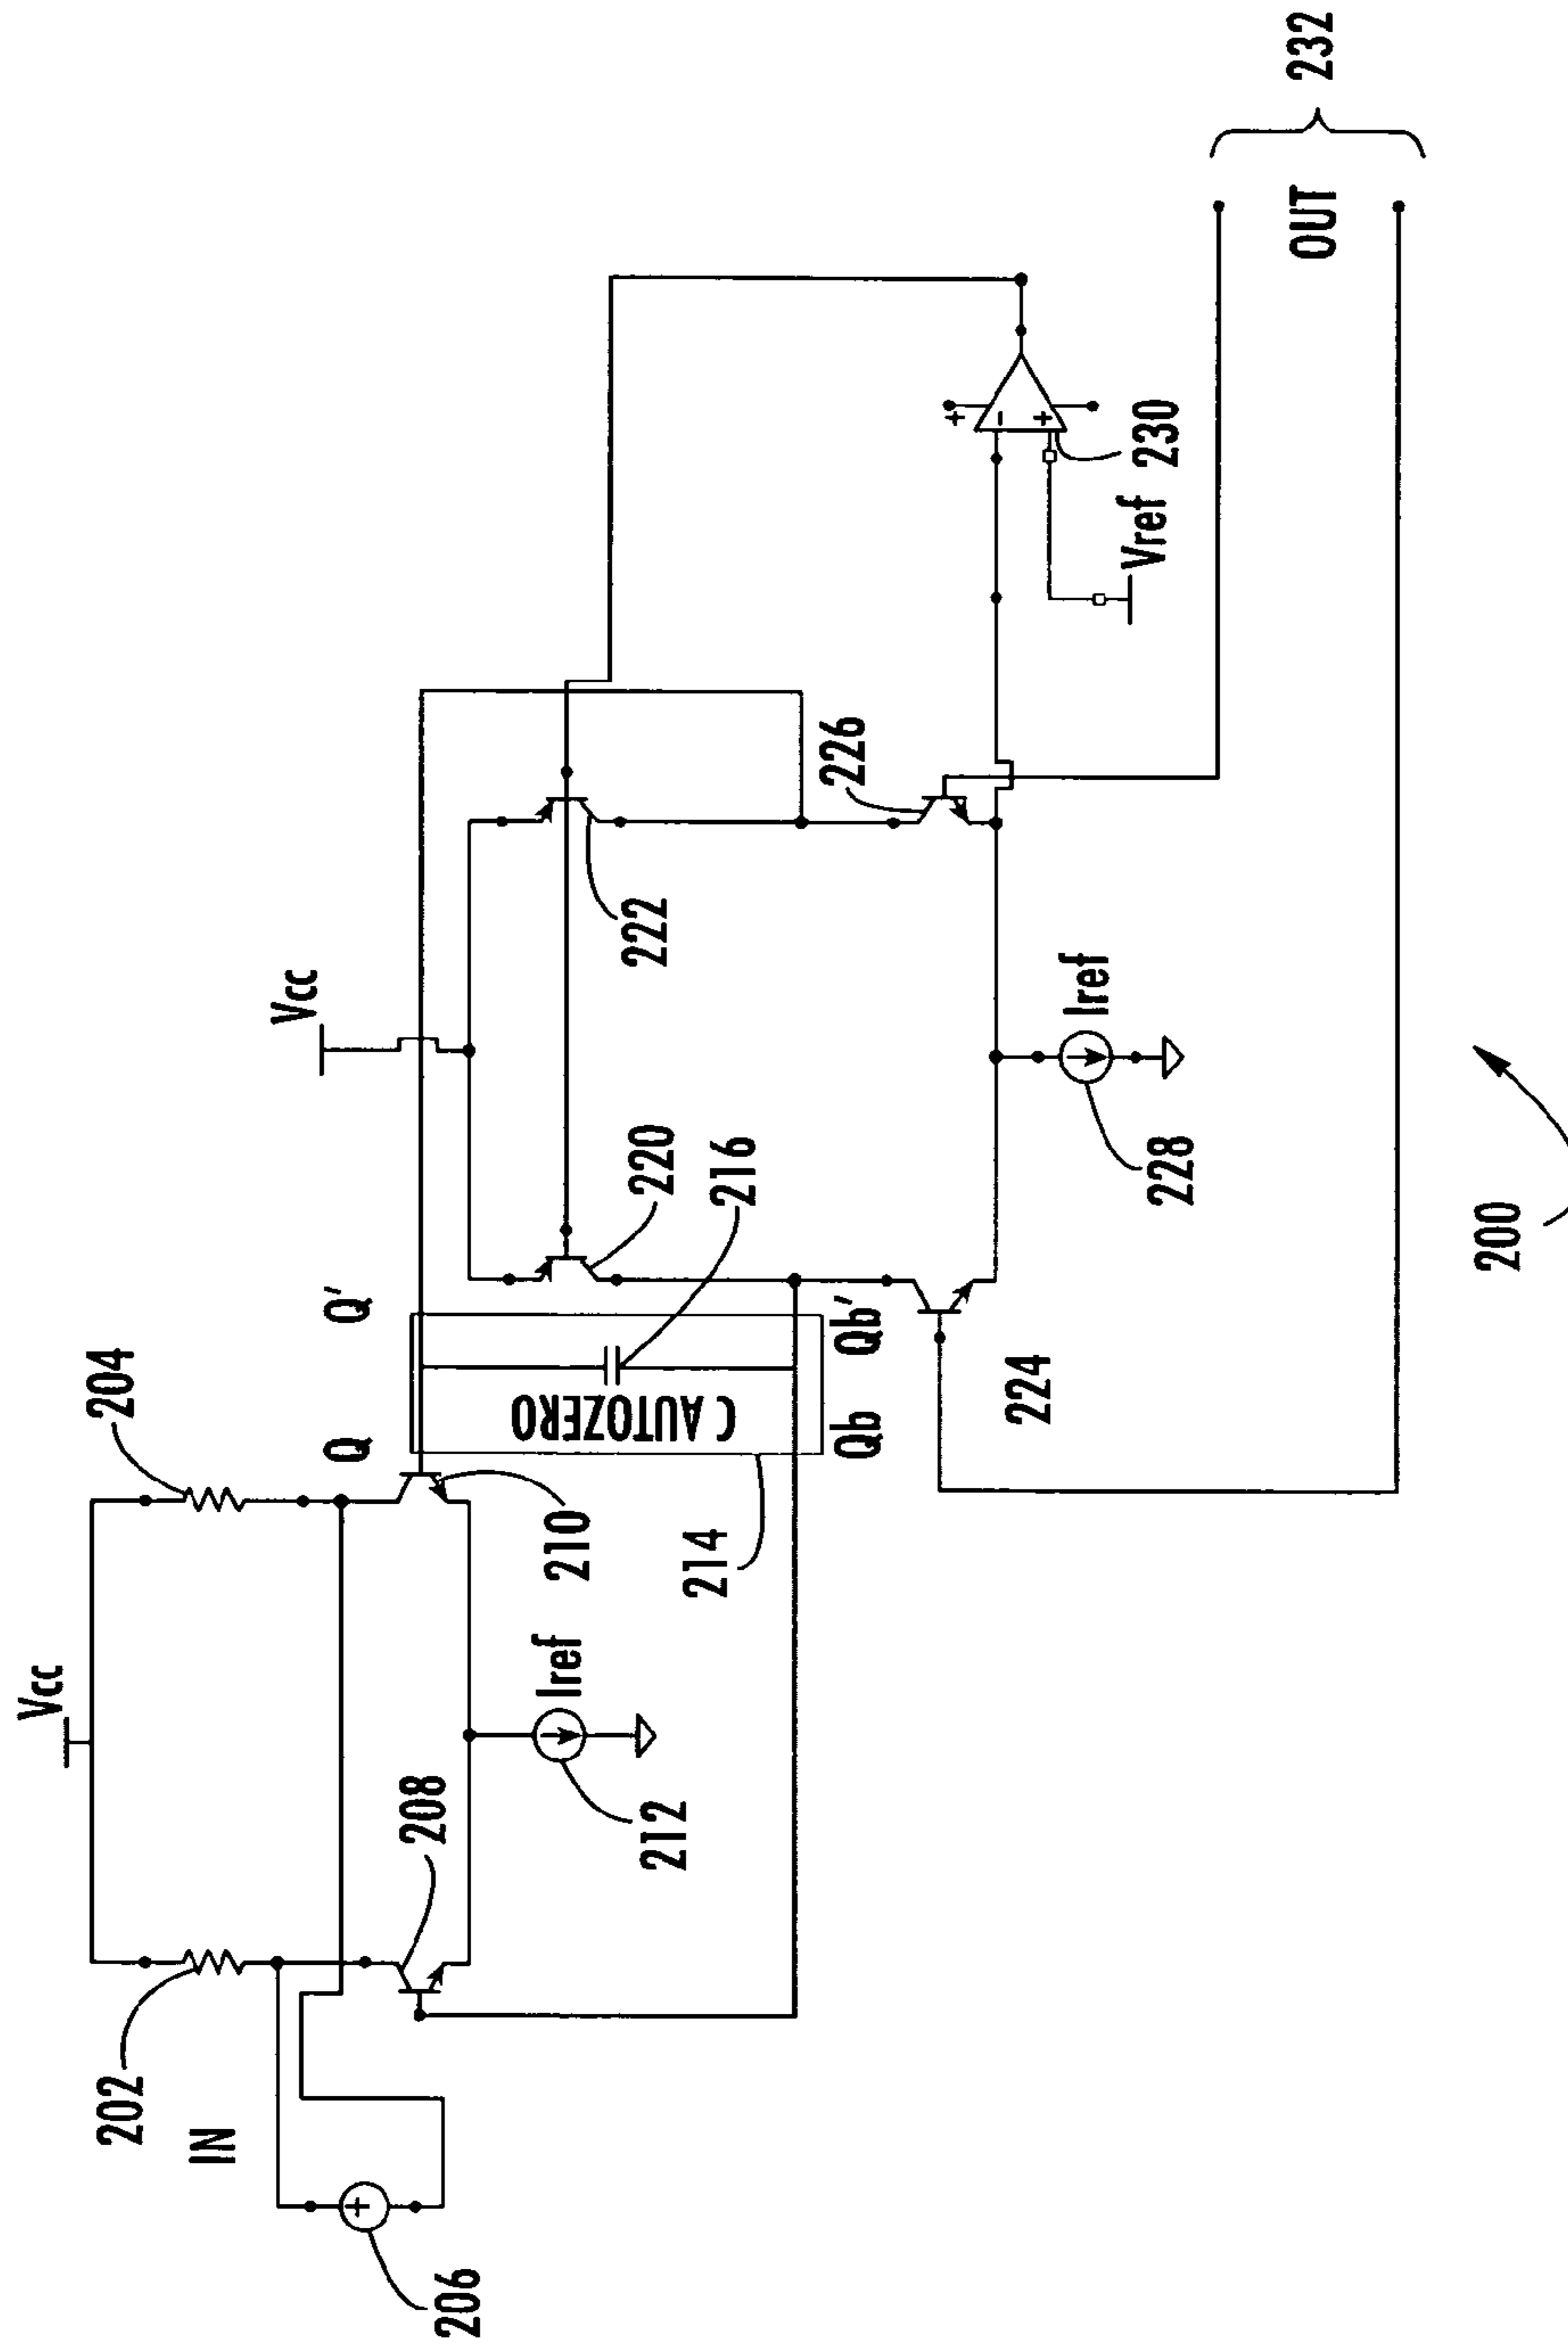 Vcc
202
204
IN
206
208
Q
Q'
210
Iref
212
214
C AUTOZERO
Qb
Qb'
216
Vcc
220
222
224
226
Iref
228
Vref
230
+
-
+
+
OUT
232
200